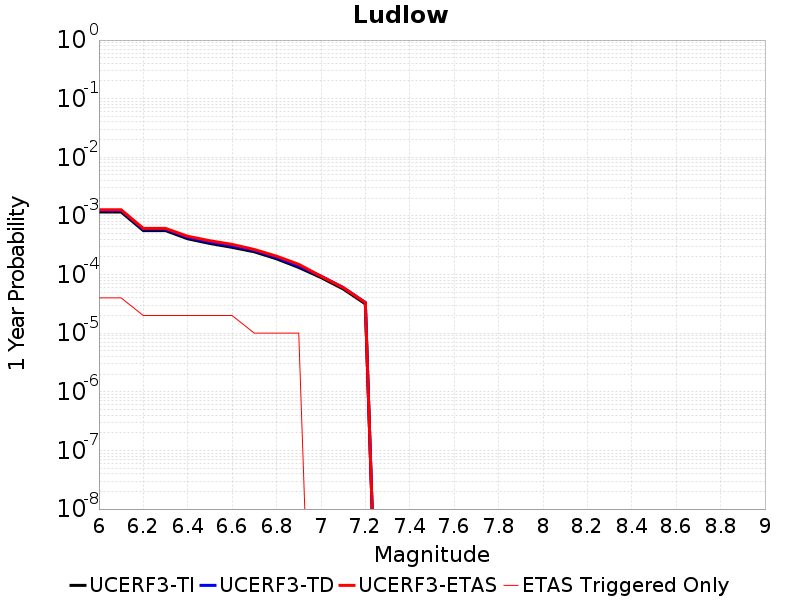 Ludlow
1 Year Probability
10^0
10^-1
10^-2
10^-3
10^-4
10^-5
10^-6
10^-7
10^-8
6 6.2 6.4 6.6 6.8 7 7.2 7.4 7.6 7.8 8 8.2 8.4 8.6 8.8 9
Magnitude
UCERF3-TI UCERF3-TD UCERF3-ETAS ETAS Triggered Only